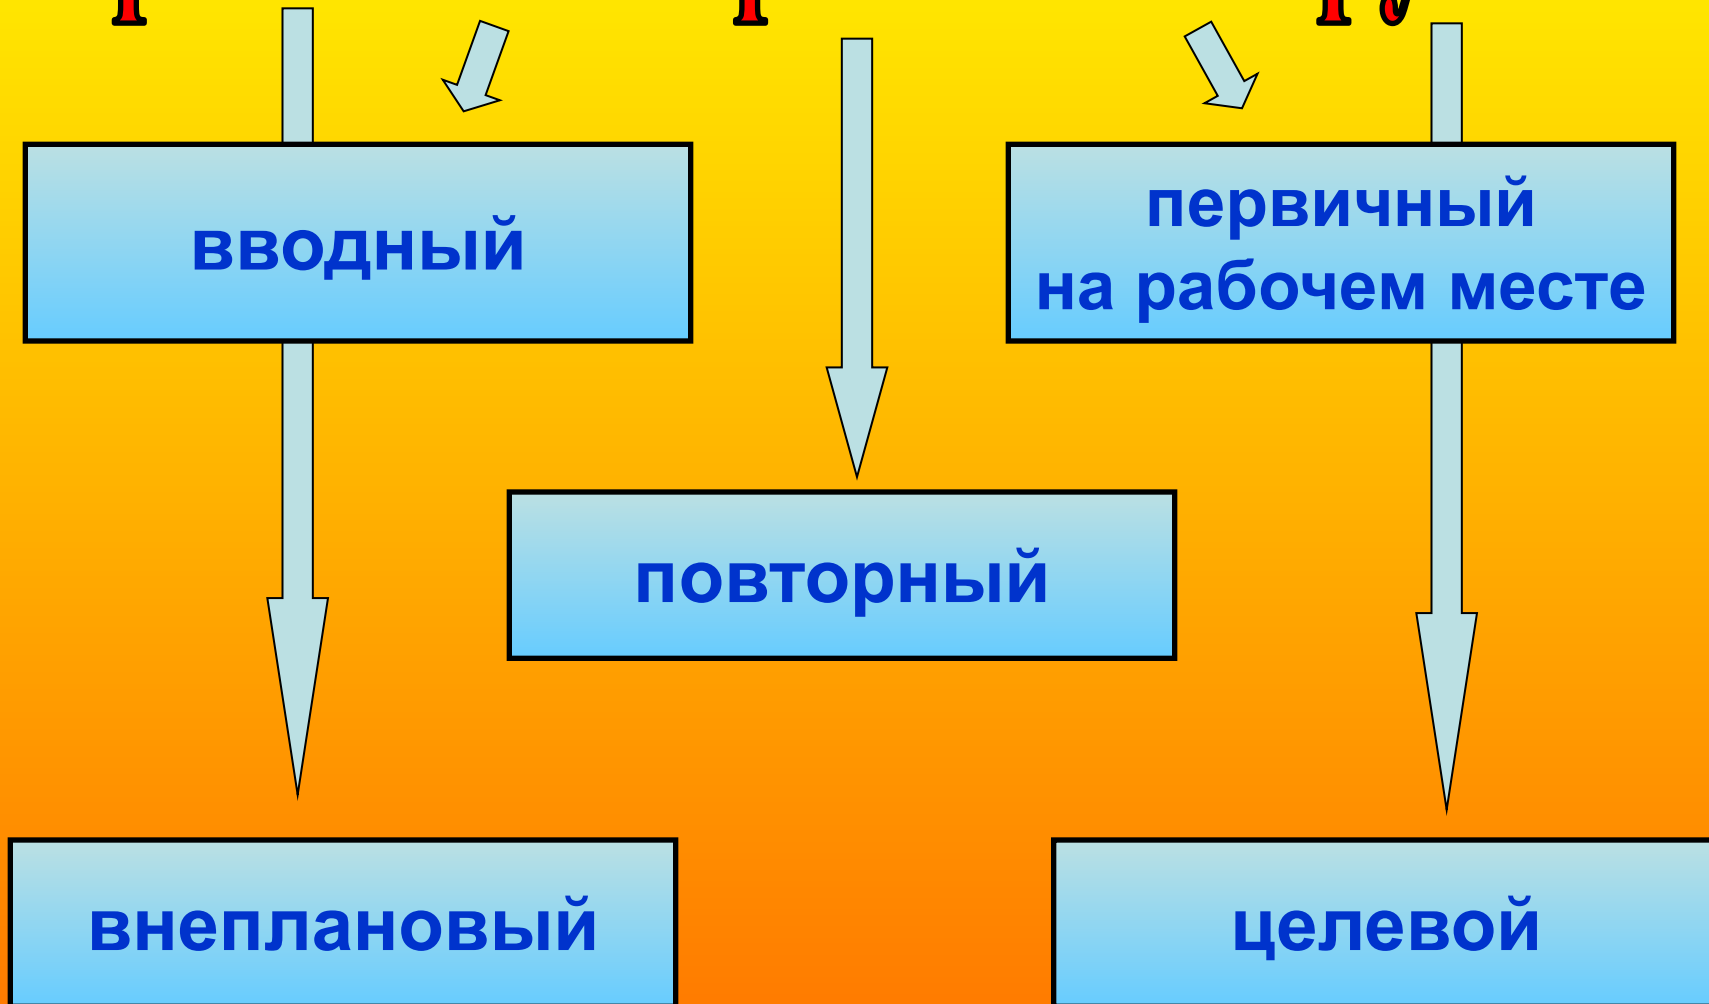 вводный
первичный
на рабочем месте
повторный
внеплановый
целевой